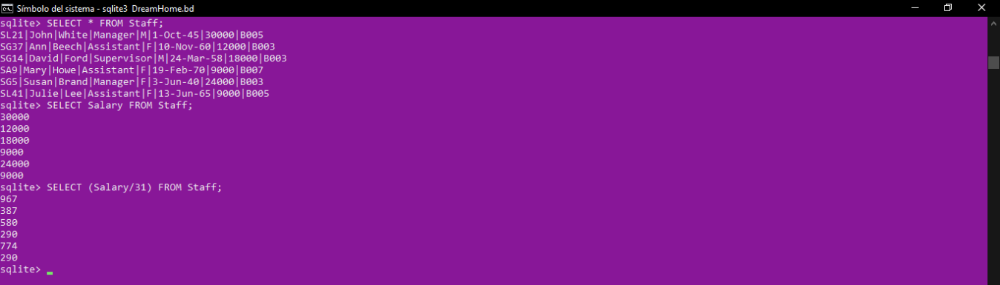 Símbolo del sistema - sqlite3 DreamHome.bd
sqlite> SELECT * FROM Staff;
SL21|John|White|Manager|M|1-Oct-45|30000|B005
SG37|Ann|Beech|Assistant|F|10-Nov-60|12000|B003
SG14|David|Ford|Supervisor|M|24-Mar-58|18000|B003
SA9|Mary|Howe|Assistant|F|19-Feb-70|9000|B007
SG5|Susan|Brand|Manager|F|3-Jun-40|24000|B003
SL41|Julie|Lee|Assistant|F|13-Jun-65|9000|B005
sqlite> SELECT Salary FROM Staff;
30000
12000
18000
9000
24000
9000
sqlite> SELECT (Salary/31) FROM Staff;
967
387
580
290
774
290
sqlite>